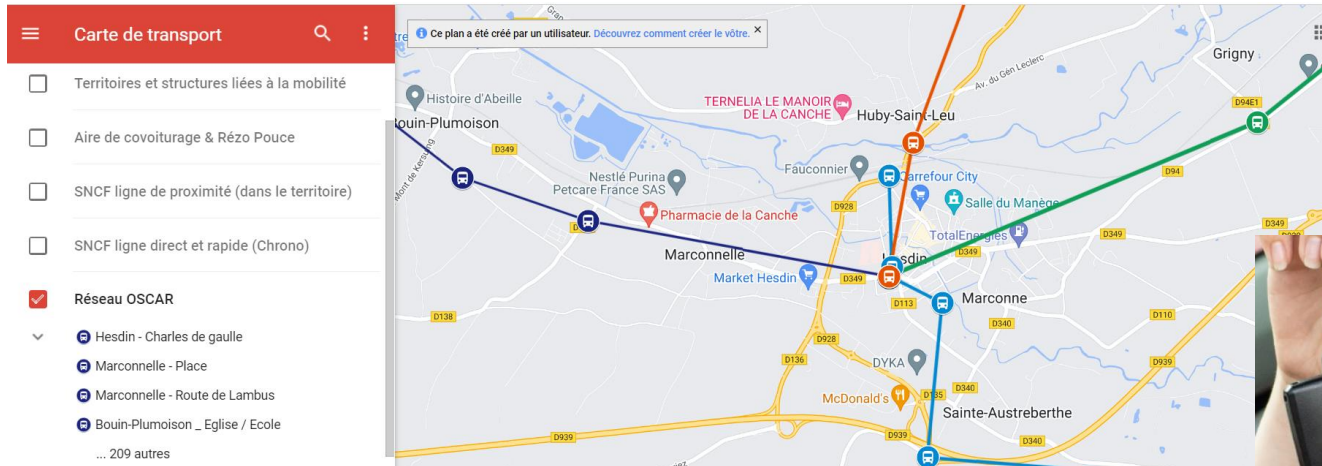 Carte de transport
Territoires et structures liées à la mobilité
Aire de covoiturage & Rézo Pouce
SNCF ligne de proximité (dans le territoire)
SNCF ligne direct et rapide (Chrono)
Réseau OSCAR
Hesdin - Charles de gaulle
Marconnelle - Place
Marconnelle - Route de Lambus
Bouin-Plumoison _ Eglise / Ecole
... 209 autres
Ce plan a été créé par un utilisateur. Découvrez comment créer le vôtre. ×
Av. du Gén Leclerc
Grigny
Histoire d'Abeille
TERNELIA LE MANOIR
DE LA CANCHE
Huby-Saint-Leu
D94E1
Bouin-Plumoison
D349
Mont de Kersung
Nestlé Purina
Petcare France SAS
Fauconnier
Carrefour City
D94
Salle du Manège
D928
Pharmacie de la Canche
TotalEnergies
D349
D349
D349
Marconnelle
Hesdin
Market Hesdin
D349
D113
Marconne
D138
D340
D110
D928
D136
DYKA
D939
McDonald's
D135
D340
Sainte-Austreberthe
D939
D939
D340